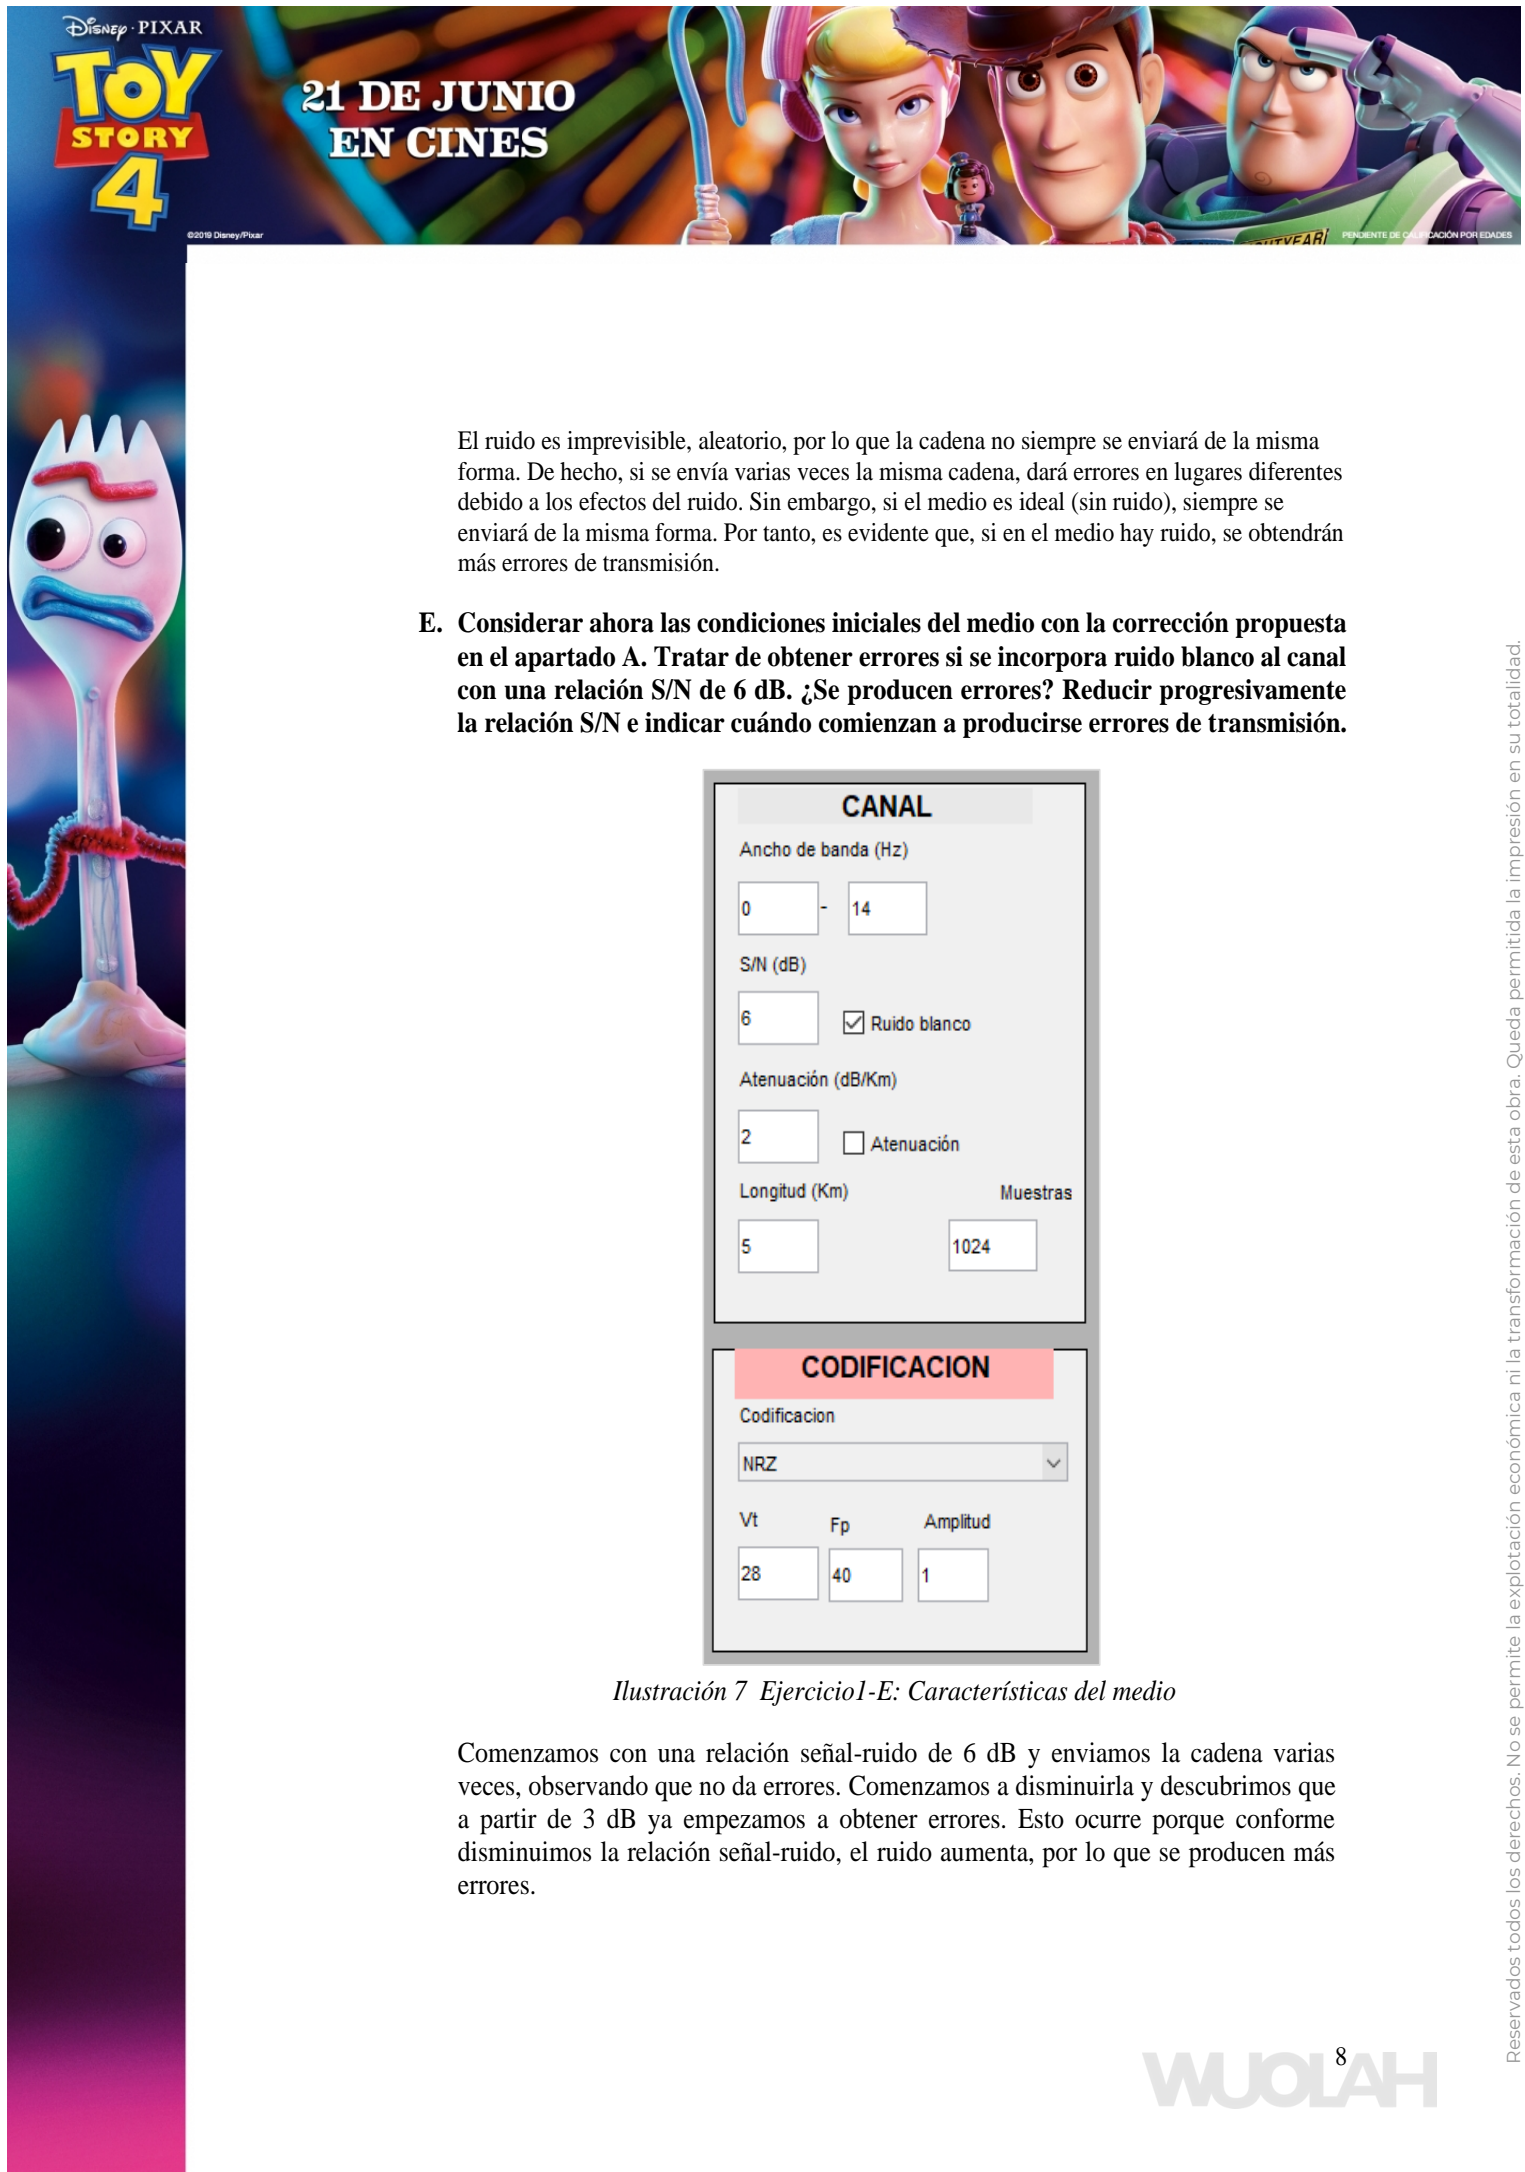 Disney · PIXAR
TOY
STORY
4
21 DE JUNIO
EN CINES
©2019 Disney/Pixar
PENDIENTE DE CALIFICACIÓN POR EDADES
El ruido es imprevisible, aleatorio, por lo que la cadena no siempre se enviará de la misma
forma. De hecho, si se envía varias veces la misma cadena, dará errores en lugares diferentes
debido a los efectos del ruido. Sin embargo, si el medio es ideal (sin ruido), siempre se
enviará de la misma forma. Por tanto, es evidente que, si en el medio hay ruido, se obtendrán
más errores de transmisión.
E. Considerar ahora las condiciones iniciales del medio con la corrección propuesta
en el apartado A. Tratar de obtener errores si se incorpora ruido blanco al canal
con una relación S/N de 6 dB. ¿Se producen errores? Reducir progresivamente
la relación S/N e indicar cuándo comienzan a producirse errores de transmisión.
CANAL
Ancho de banda (Hz)
0 - 14
S/N (dB)
6 Ruido blanco
Atenuación (dB/Km)
2 Atenuación
Longitud (Km) Muestras
5 1024
CODIFICACION
Codificacion
NRZ
Vt Fp Amplitud
28 40 1
Ilustración 7 Ejercicio1-E: Características del medio
Comenzamos con una relación señal-ruido de 6 dB y enviamos la cadena varias
veces, observando que no da errores. Comenzamos a disminuirla y descubrimos que
a partir de 3 dB ya empezamos a obtener errores. Esto ocurre porque conforme
disminuimos la relación señal-ruido, el ruido aumenta, por lo que se producen más
errores.
8
WUOLAH
Reservados todos los derechos. No se permite la explotación económica ni la transformación de esta obra. Queda permitida la impresión en su totalidad.